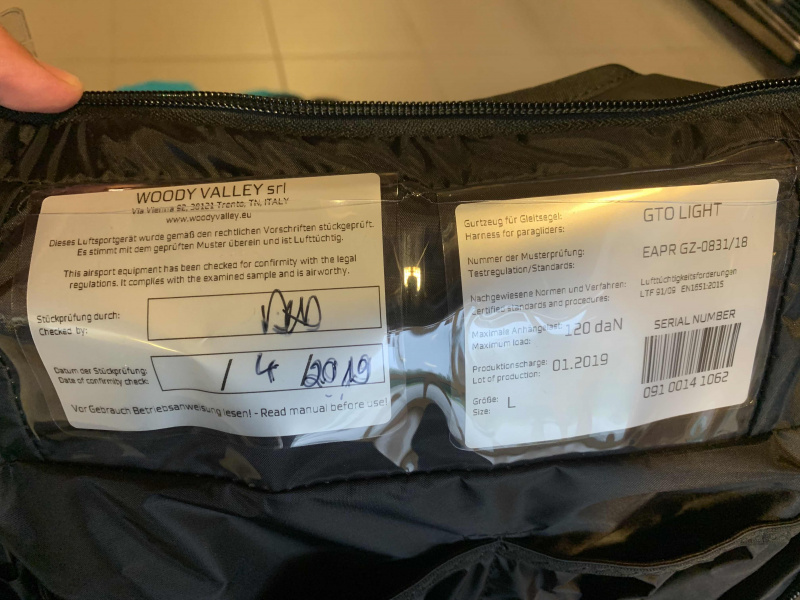 WOODY VALLEY srl
Via Vienna 92, 38121 Trento, TN, ITALY
www.woodyvalley.eu
Dieses Luftsportgerät wurde gemäß den rechtlichen Vorschriften stückgeprüft.
Es stimmt mit dem geprüften Muster überein und ist Lufttüchtig.
This airsport equipment has been checked for confirmity with the legal
regulations. It complies with the examined sample and is airworthy.
Stückprüfung durch:
Checked by:
Datum der Stückprüfung:
Date of confirmity check:
/ 4 /2019
Vor Gebrauch Betriebsanweisung lesen! - Read manual before use!
Gurtzeug für Gleitsegel:
Harness for paragliders:
GTO LIGHT
Nummer der Musterprüfung:
Testregulation/Standards:
EAPR GZ-0831/18
Nachgewiesene Normen und Verfahren:
Certified standards and procedures:
Lufttüchtigkeitsforderungen
LTF 91/09 EN1651:2015
Maximale Anhängelast:
Maximum load:
120 daN
Produktionscharge:
Lot of production:
01.2019
Größe:
Size:
L
SERIAL NUMBER
091 0014 1062